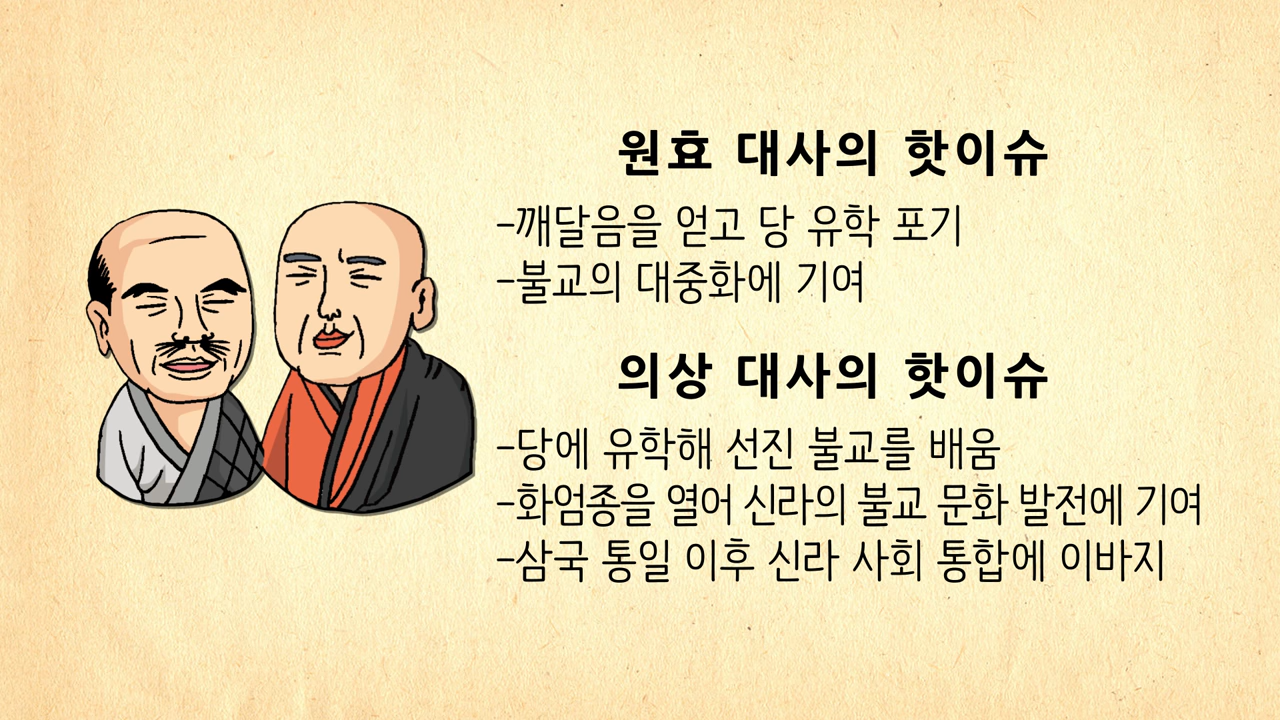 원효 대사의 핫이슈
-깨달음을 얻고 당 유학 포기
-불교의 대중화에 기여
의상 대사의 핫이슈
-당에 유학해 선진 불교를 배움
-화엄종을 열어 신라의 불교 문화 발전에 기여
-삼국 통일 이후 신라 사회 통합에 이바지